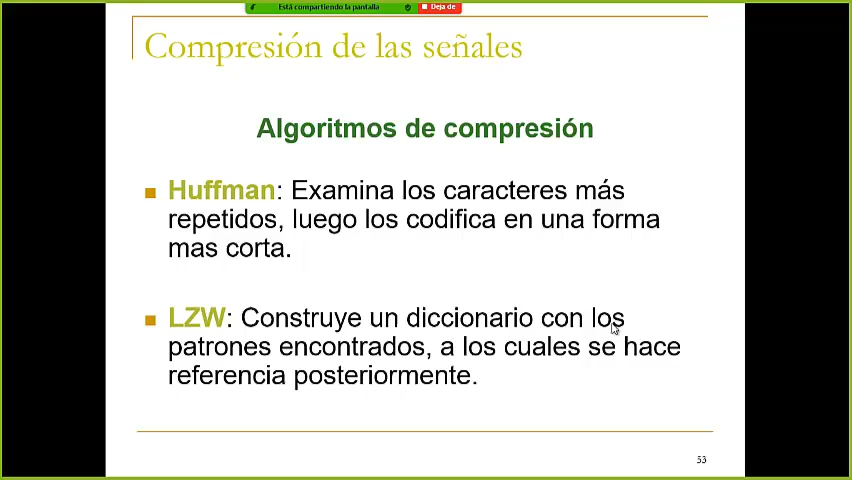 Está compartiendo la pantalla
Deja de
Compresión de las señales
Algoritmos de compresión
Huffman: Examina los caracteres más
repetidos, luego los codifica en una forma
mas corta.
LZW: Construye un diccionario con los
patrones encontrados, a los cuales se hace
referencia posteriormente.
53